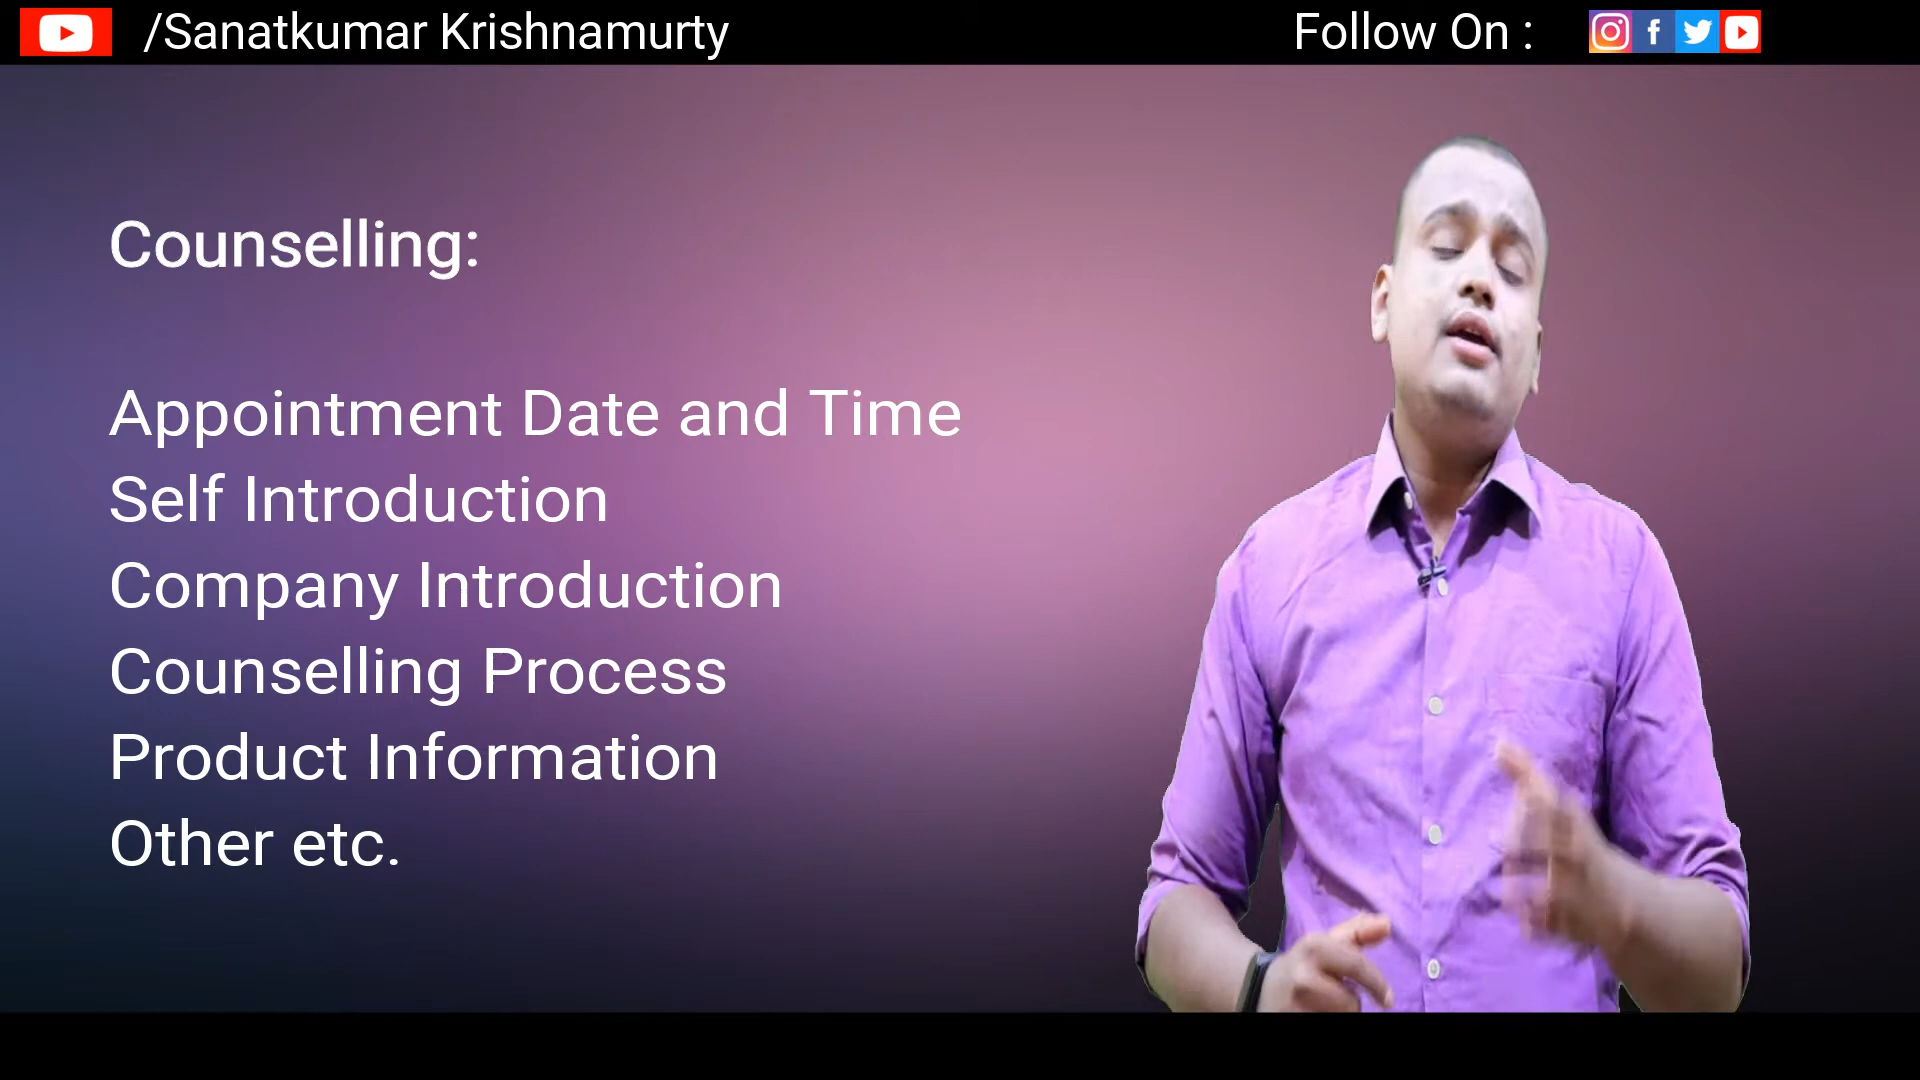 /Sanatkumar Krishnamurty
Follow On :
Counselling:
Appointment Date and Time
Self Introduction
Company Introduction
Counselling Process
Product Information
Other etc.